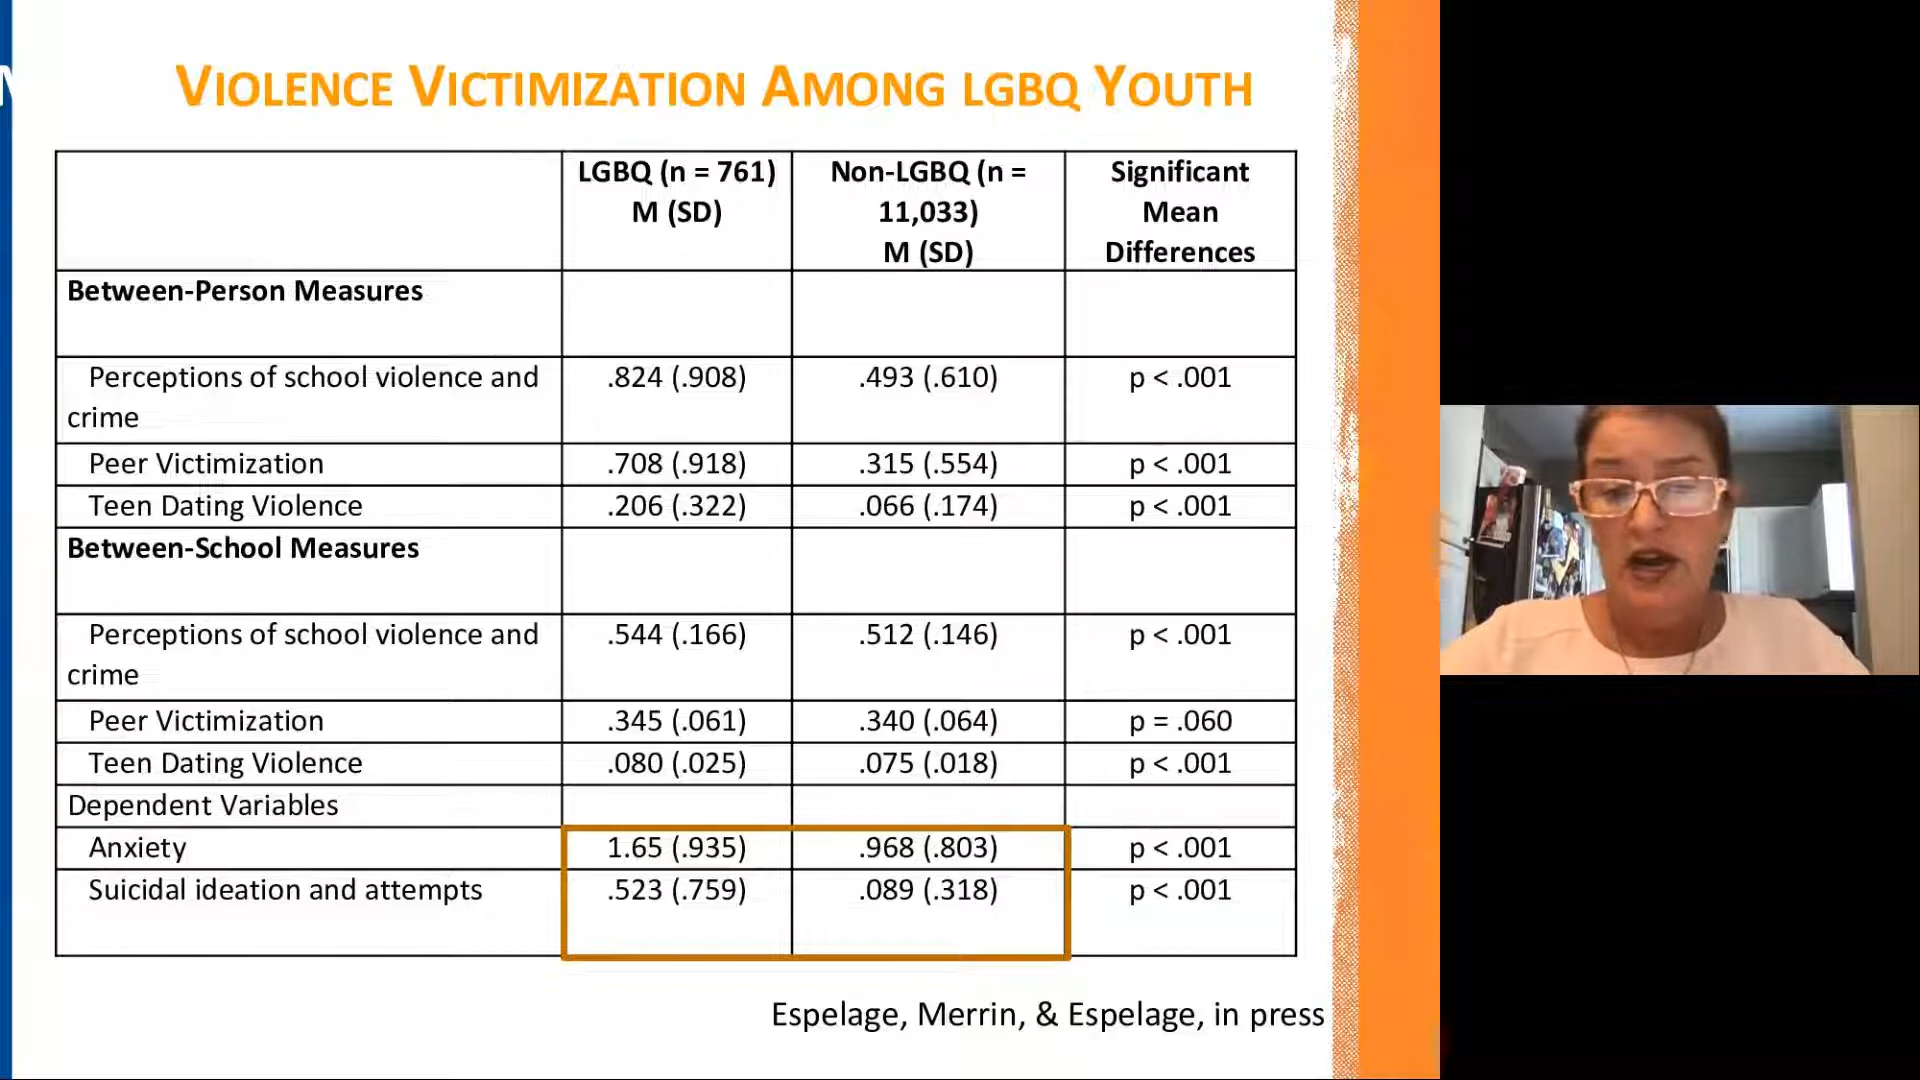 VIOLENCE VICTIMIZATION AMONG LGBQ YOUTH
LGBQ (n = 761)
M (SD)
Non-LGBQ (n =
11,033)
M (SD)
Significant
Mean
Differences
Between-Person Measures
Perceptions of school violence and
crime
.824 (.908)
.493 (.610)
p < .001
Peer Victimization
.708 (.918)
.315 (.554)
p < .001
Teen Dating Violence
.206 (.322)
.066 (.174)
p < .001
Between-School Measures
Perceptions of school violence and
crime
.544 (.166)
.512 (.146)
p < .001
Peer Victimization
.345 (.061)
.340 (.064)
p = .060
Teen Dating Violence
.080 (.025)
.075 (.018)
p < .001
Dependent Variables
Anxiety
1.65 (.935)
.968 (.803)
p < .001
Suicidal ideation and attempts
.523 (.759)
.089 (.318)
p < .001
Espelage, Merrin, & Espelage, in press